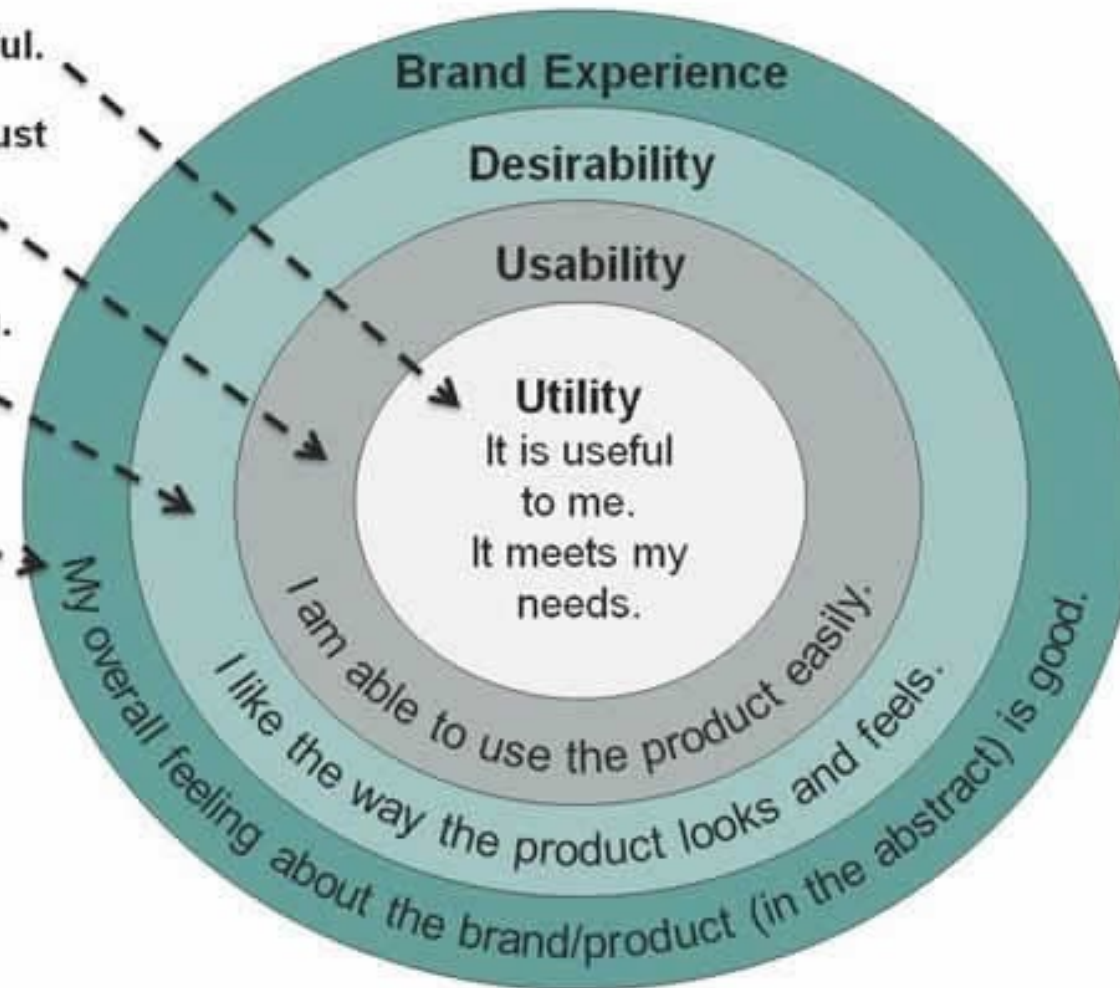 Brand Experience
Desirability
Usability
Utility
It is useful
to me.
It meets my
needs.
I am able to use the product easily.
I like the way the product looks and feels.
My overall feeling about the brand/product (in the abstract) is good.